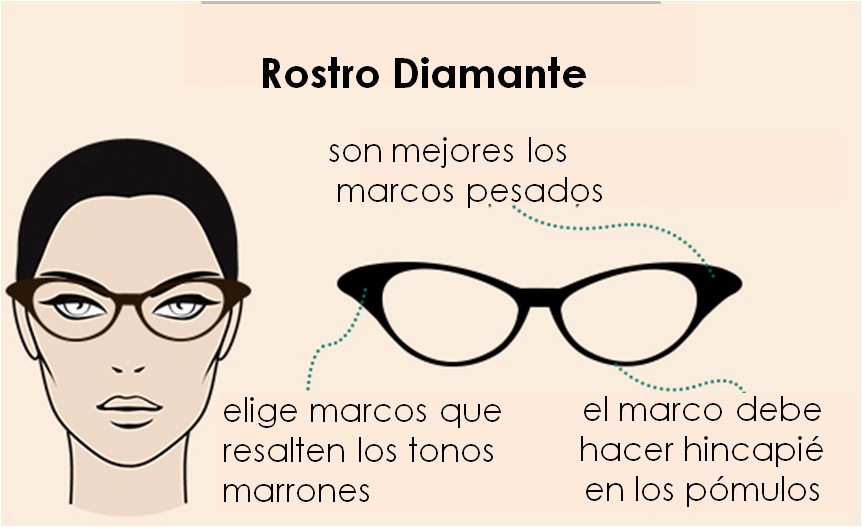 Rostro Diamante
son mejores los
marcos pesados
elige marcos que
resalten los tonos
marrones
el marco debe
hacer hincapié
en los pómulos